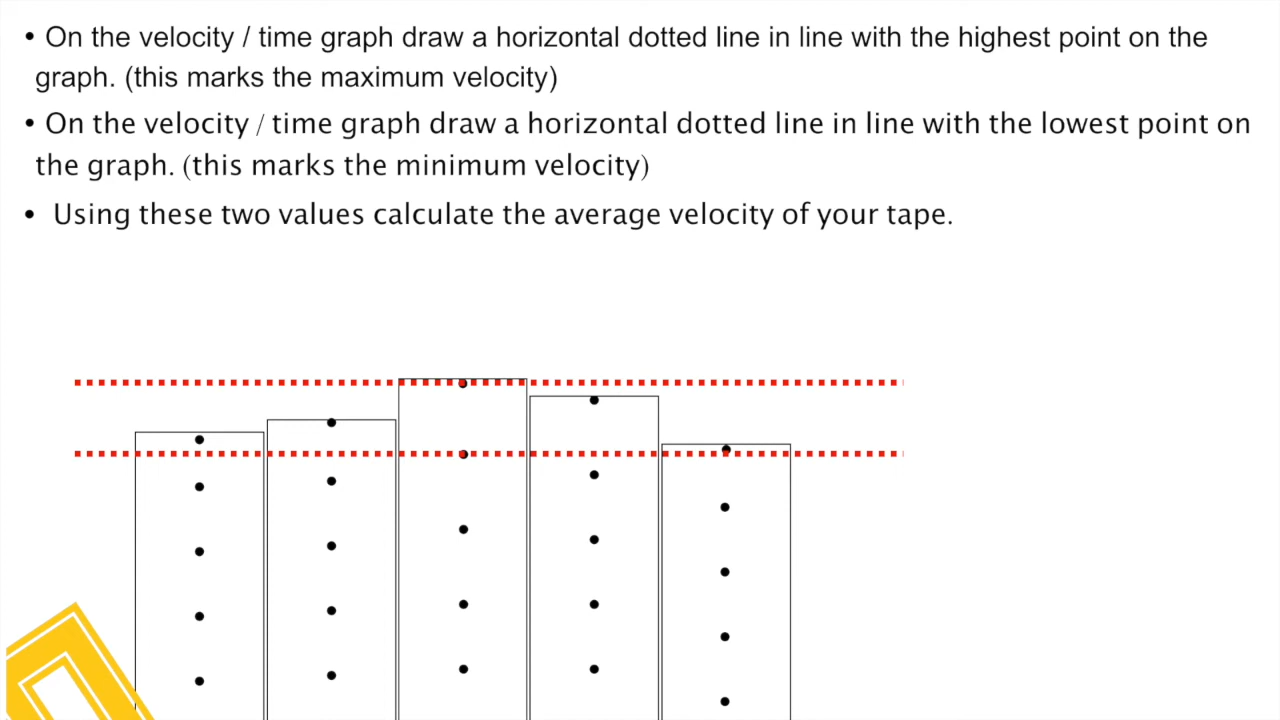 • On the velocity / time graph draw a horizontal dotted line in line with the highest point on the
graph. (this marks the maximum velocity)
• On the velocity / time graph draw a horizontal dotted line in line with the lowest point on
the graph. (this marks the minimum velocity)
• Using these two values calculate the average velocity of your tape.